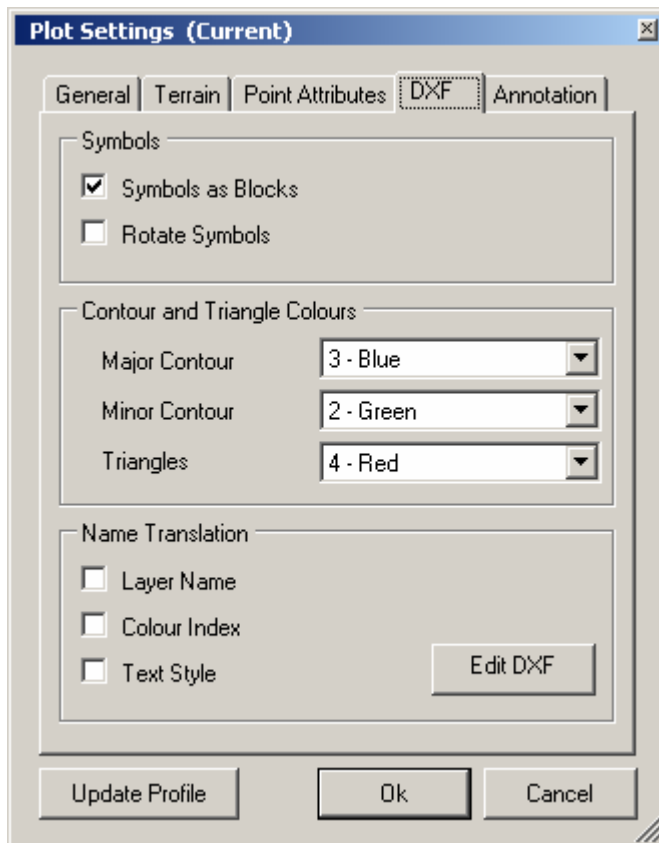 Plot Settings (Current)
General Terrain Point Attributes DXF Annotation
Symbols
Symbols as Blocks
Rotate Symbols
Contour and Triangle Colours
Major Contour 3 - Blue
Minor Contour 2 - Green
Triangles 4 - Red
Name Translation
Layer Name
Colour Index
Text Style Edit DXF
Update Profile Ok Cancel